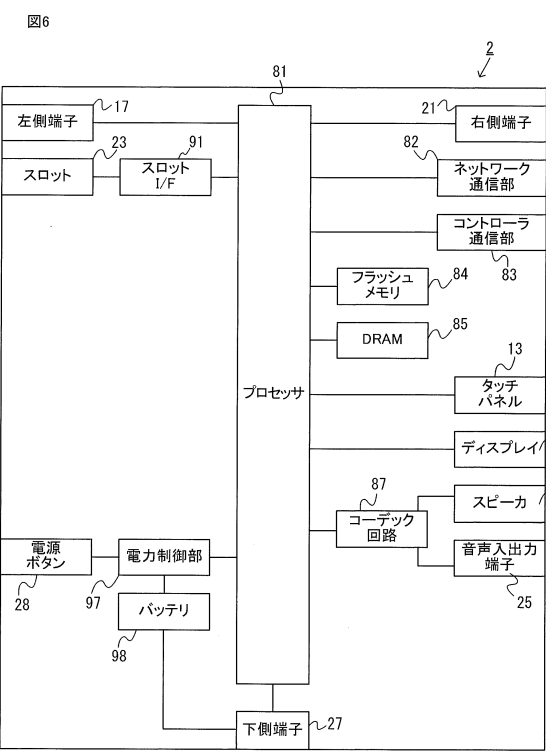 図6
2
81
左側端子
17
21
右側端子
23
スロット
91
スロット
I/F
82
ネットワーク
通信部
コントローラ
通信部
83
フラッシュ
メモリ
84
DRAM
85
プロセッサ
13
タッチ
パネル
ディスプレイ
87
コーデック
回路
スピーカ
音声入出力
端子
25
電源
ボタン
28
電力制御部
97
バッテリ
98
下側端子
27